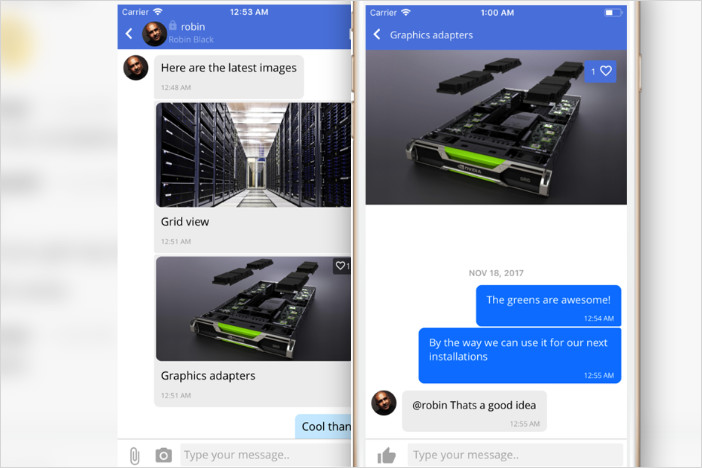 Carrier 12:53 AM
robin
Robin Black
Here are the latest images
12:48 AM
Grid view
12:51 AM
1
Graphics adapters
12:51 AM
Cool than
Type your message..
Carrier 1:00 AM
Graphics adapters
1
NVIDIA
NOV 18, 2017
The greens are awesome!
12:54 AM
By the way we can use it for our next
installations
12:55 AM
@robin Thats a good idea
12:55 AM
Type your message..